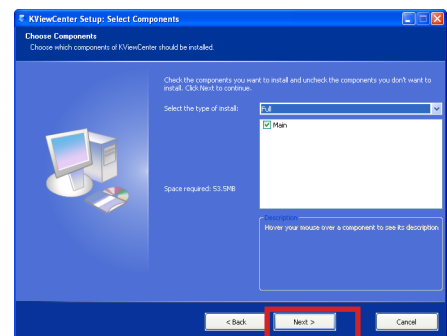 KViewCenter Setup: Select Components
Choose Components
Choose which components of KViewCenter should be installed.
Check the components you want to install and uncheck the components you don't want to
install. Click Next to continue.
Select the type of install:
Full
Main
Space required: 53.5MB
Description
Hover your mouse over a component to see its description
< Back
Next >
Cancel